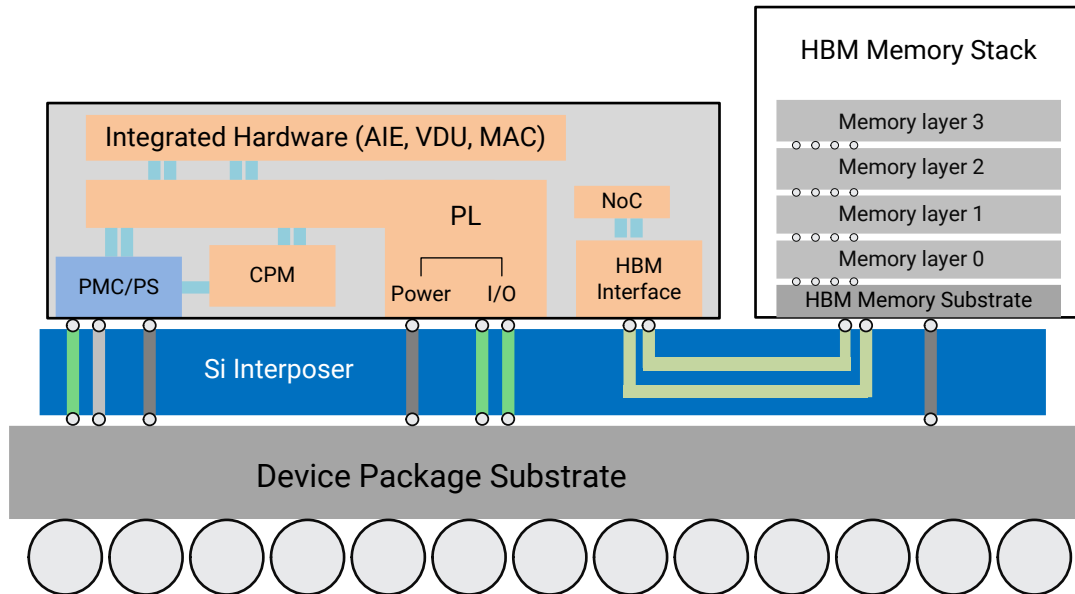 HBM Memory Stack
Memory layer 3
Memory layer 2
Memory layer 1
Memory layer 0
HBM Memory Substrate
Integrated Hardware (AIE, VDU, MAC)
PL
NoC
PMC/PS
CPM
Power
I/O
HBM
Interface
Si Interposer
Device Package Substrate